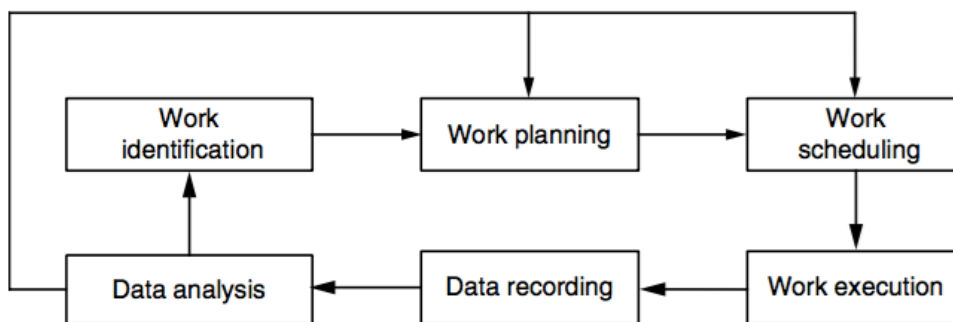 Work
identification
Work planning
Work
scheduling
Data analysis
Data recording
Work execution